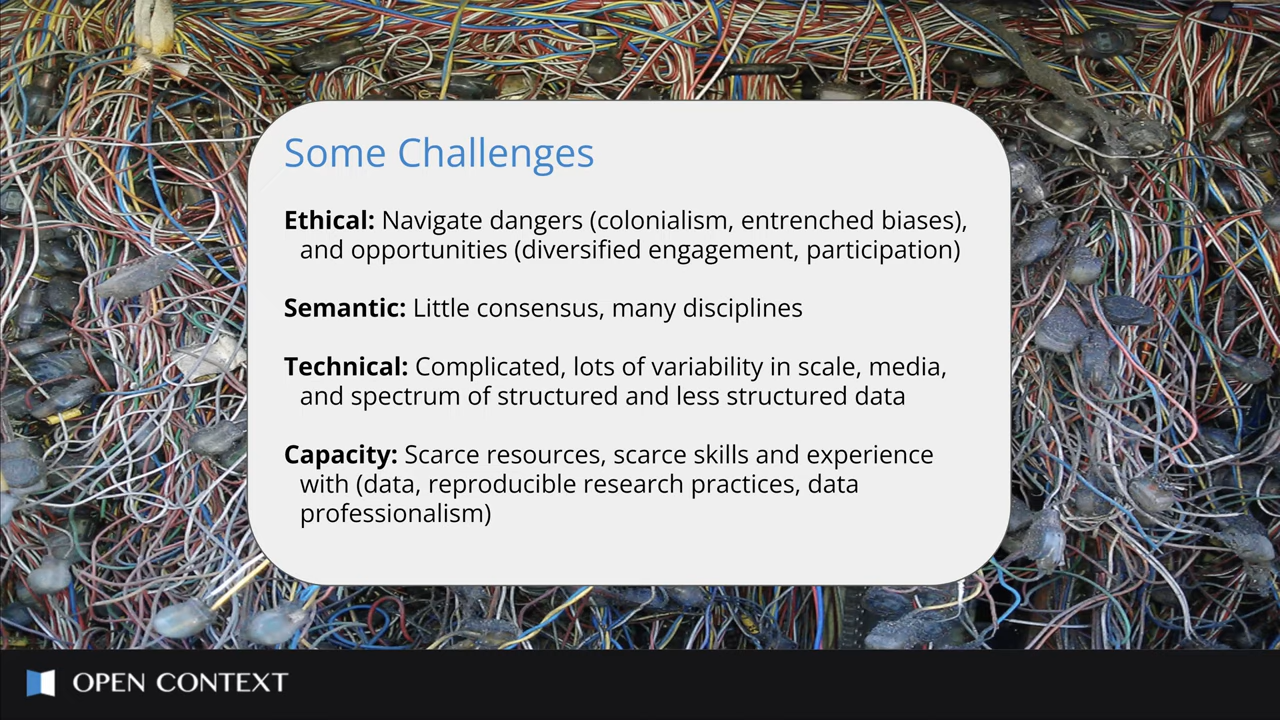 Some Challenges
Ethical: Navigate dangers (colonialism, entrenched biases),
and opportunities (diversified engagement, participation)
Semantic: Little consensus, many disciplines
Technical: Complicated, lots of variability in scale, media,
and spectrum of structured and less structured data
Capacity: Scarce resources, scarce skills and experience
with (data, reproducible research practices, data
professionalism)
OPEN CONTEXT